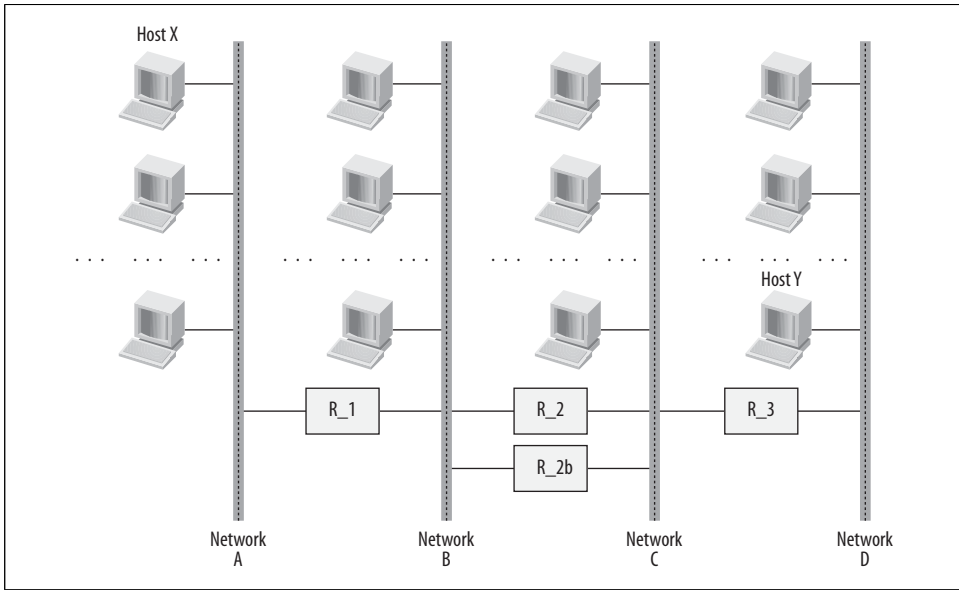 Host X
. . . . . . . . . . . . . . . . . . . . . . . . . . . . . . . . . . . .
Host Y
R_1
R_2
R_3
R_2b
Network A
Network B
Network C
Network D